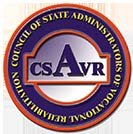 COUNCIL OF STATE ADMINISTRATORS
OF VOCATIONAL REHABILITATION
CSAVR